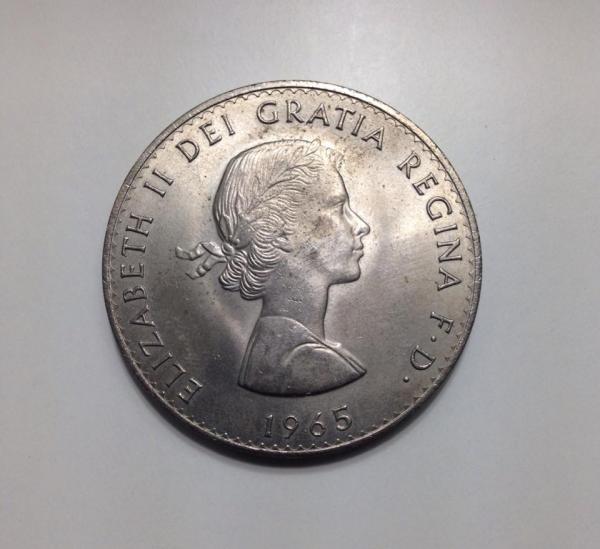 ELIZABETH II DEI GRATIA REGINA F·D·
1965